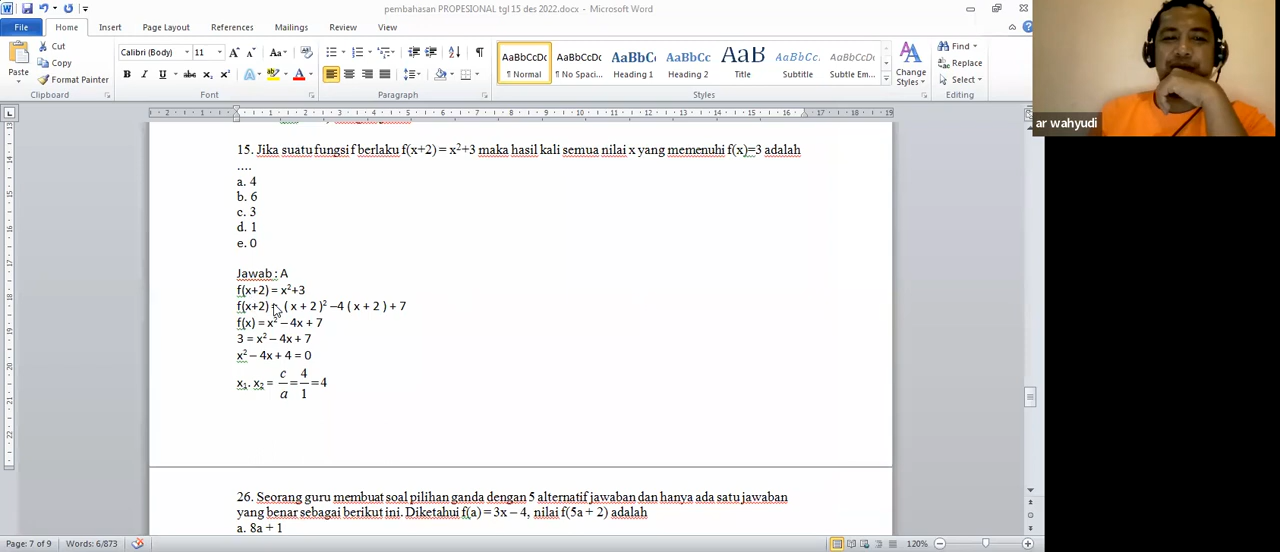 pembahasan PROPESIONAL tgl 15 des 2022.docx - Microsoft Word
File Home Insert Page Layout References Mailings Review View
Paste Cut Copy Format Painter Clipboard
Calibri (Body) 11 Font
Paragraph
AaBbCcDc AaBbCcDc AaBbC AaBbCc AaB AaBbCc. AaBbCcDc
¶ Normal ¶ No Spaci... Heading 1 Heading 2 Title Subtitle Subtle Em...
Styles
Change Styles
Find Replace Select Editing
ar wahyudi
15. Jika suatu fungsi f berlaku f(x+2) = x²+3 maka hasil kali semua nilai x yang memenuhi f(x)=3 adalah
....
a. 4
b. 6
c. 3
d. 1
e. 0
Jawab : A
f(x+2) = x²+3
f(x+2) = ( x + 2 )² –4 ( x + 2 ) + 7
f(x) = x² – 4x + 7
3 = x² – 4x + 7
x² – 4x + 4 = 0
x₁. x₂ = c/a = 4/1 = 4
26. Seorang guru membuat soal pilihan ganda dengan 5 alternatif jawaban dan hanya ada satu jawaban
yang benar sebagai berikut ini. Diketahui f(a) = 3x – 4, nilai f(5a + 2) adalah
a. 8a + 1
Page: 7 of 9 Words: 6/873 120%